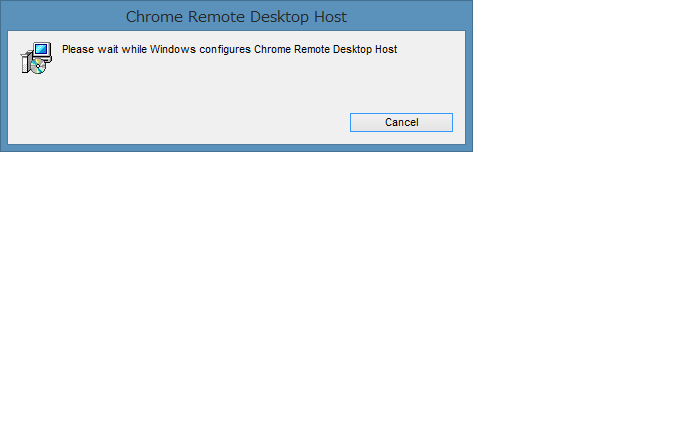 Chrome Remote Desktop Host
Please wait while Windows configures Chrome Remote Desktop Host
Cancel